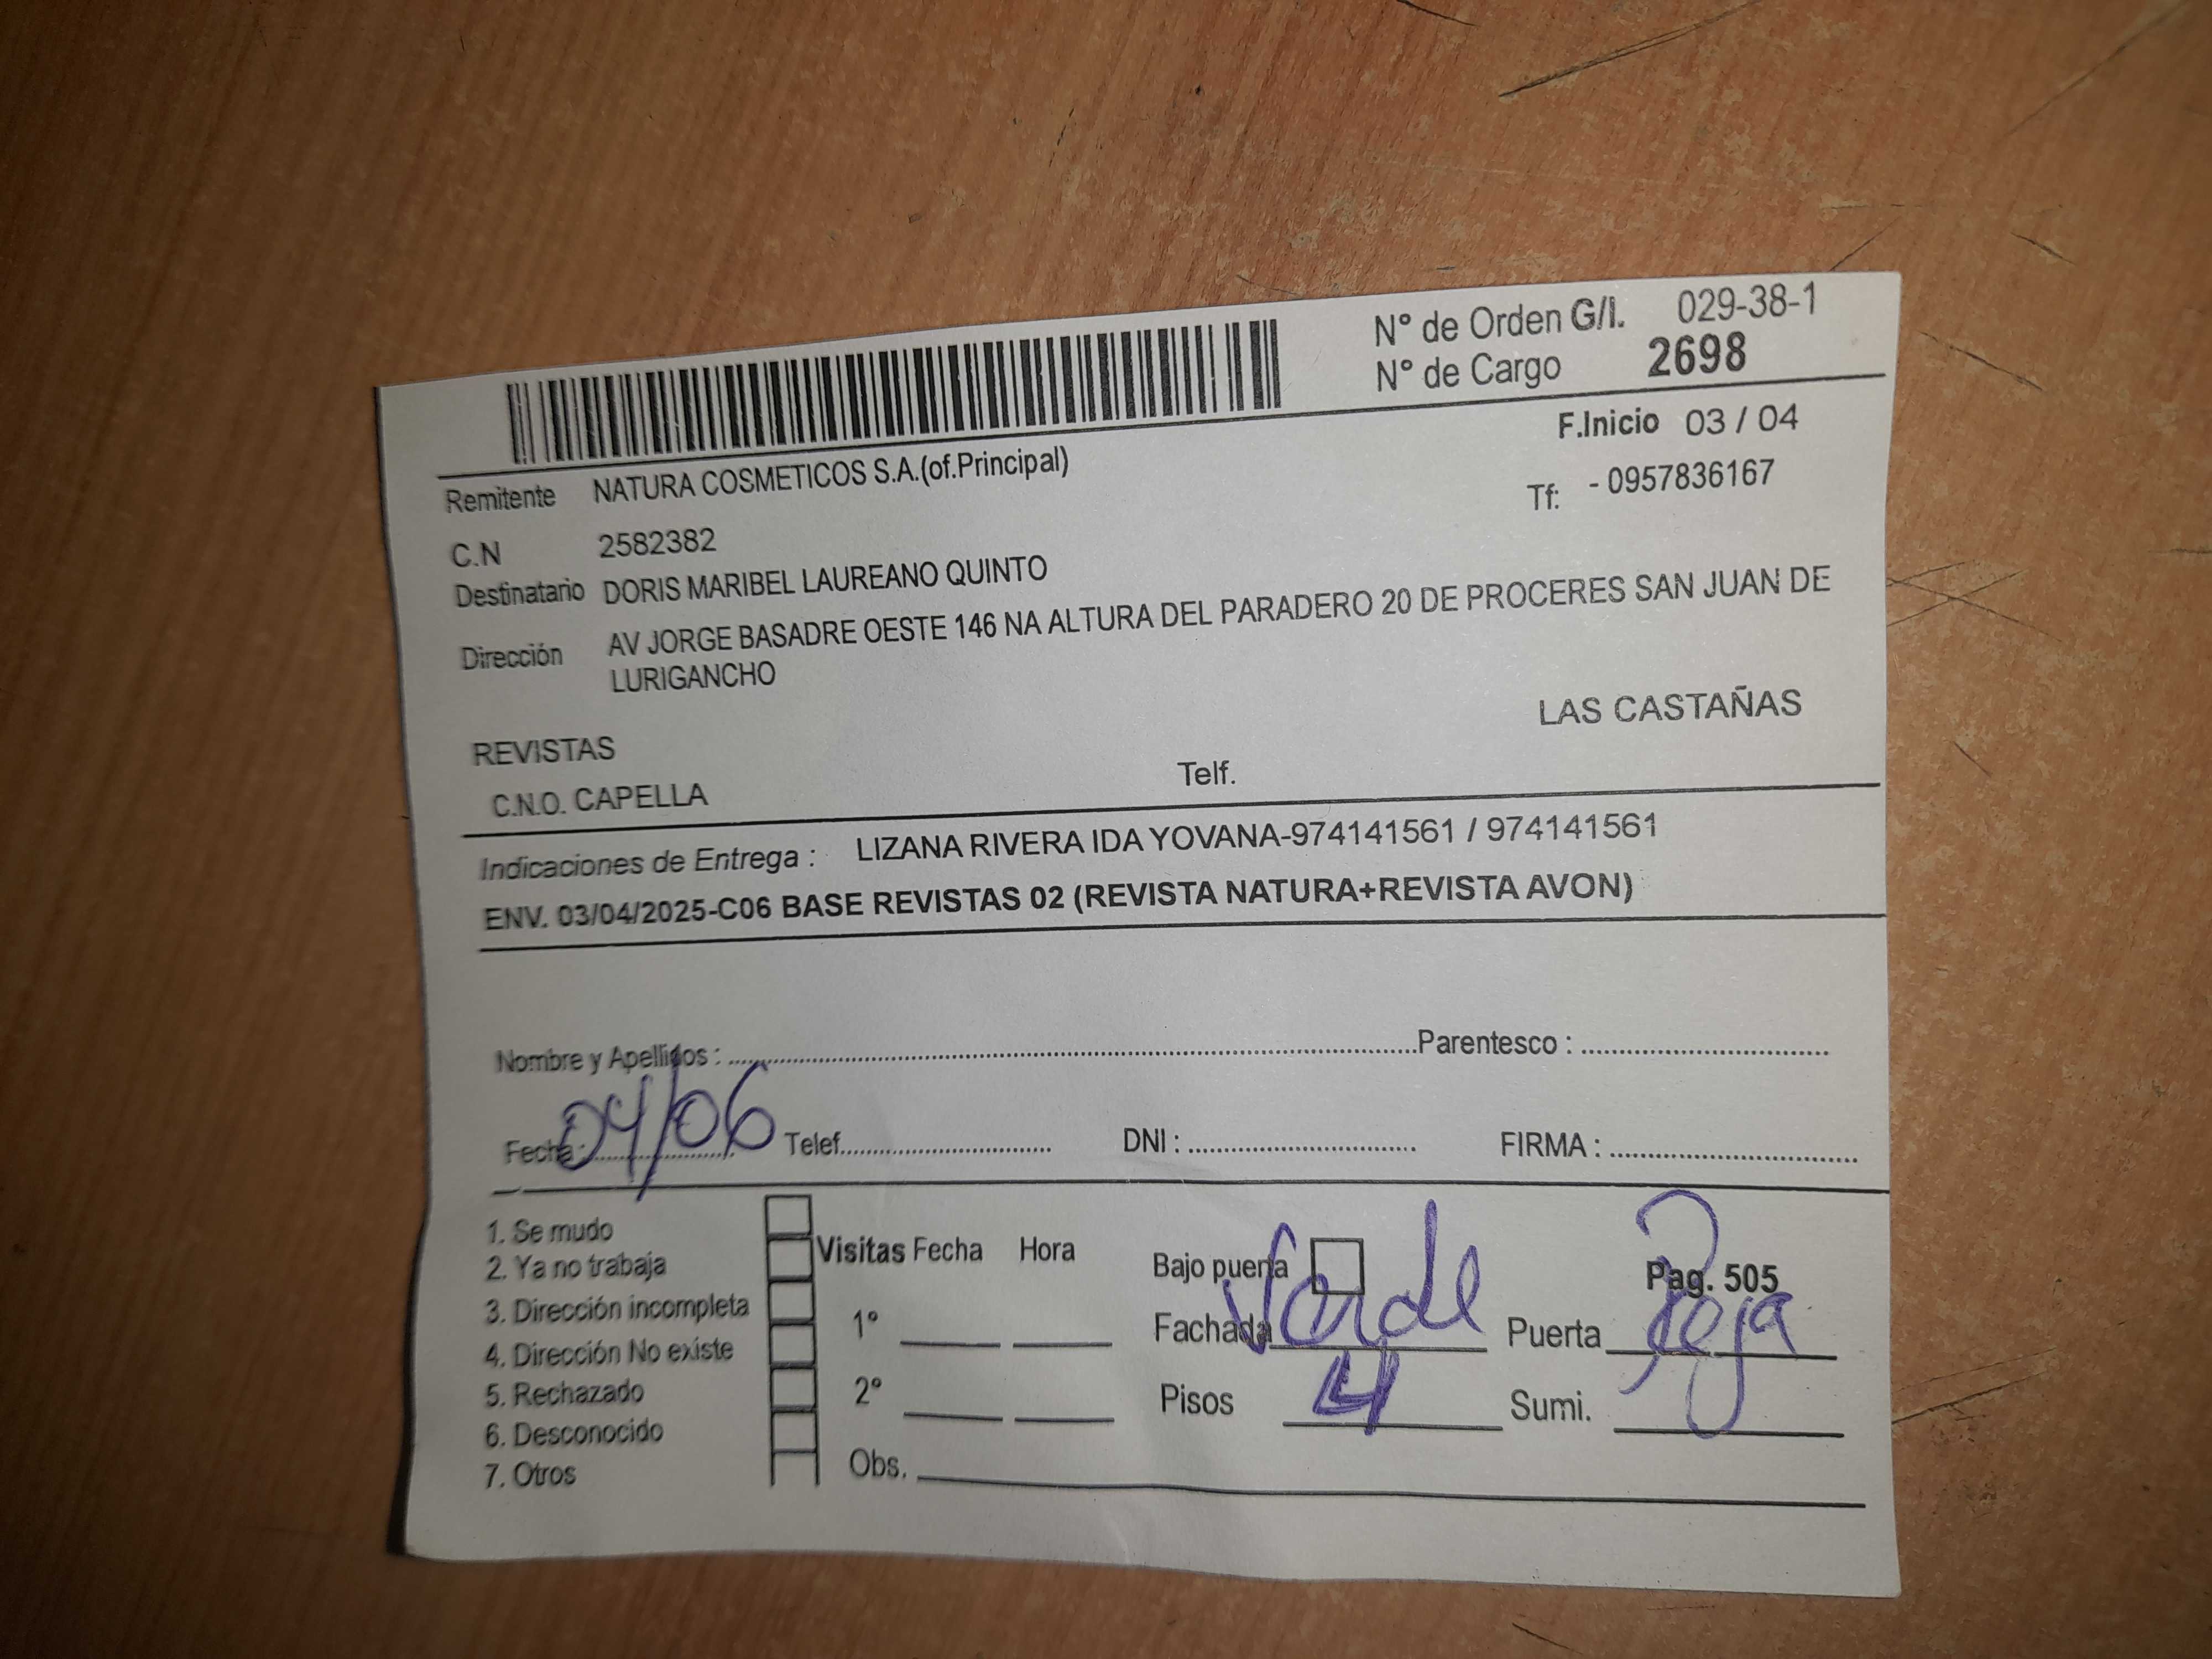 N° de Orden G/I. 029-38-1
N° de Cargo 2698
F.Inicio 03 / 04
Remitente NATURA COSMETICOS S.A.(of.Principal)
Tf: - 0957836167
C.N 2582382
Destinatario DORIS MARIBEL LAUREANO QUINTO
Dirección AV JORGE BASADRE OESTE 146 NA ALTURA DEL PARADERO 20 DE PROCERES SAN JUAN DE
LURIGANCHO
LAS CASTAÑAS
REVISTAS
C.N.O. CAPELLA Telf.
Indicaciones de Entrega : LIZANA RIVERA IDA YOVANA-974141561 / 974141561
ENV. 03/04/2025-C06 BASE REVISTAS 02 (REVISTA NATURA+REVISTA AVON)
Nombre y Apellidos : Parentesco :
Fecha : 04/06 Telef. DNI : FIRMA :
1. Se mudo
2. Ya no trabaja
3. Dirección incompleta
4. Dirección No existe
5. Rechazado
6. Desconocido
7. Otros
Visitas Fecha Hora
1°
2°
Obs.
Bajo puerta
Pag. 505
Fachada Verde Puerta Roja
Pisos 4 Sumi.